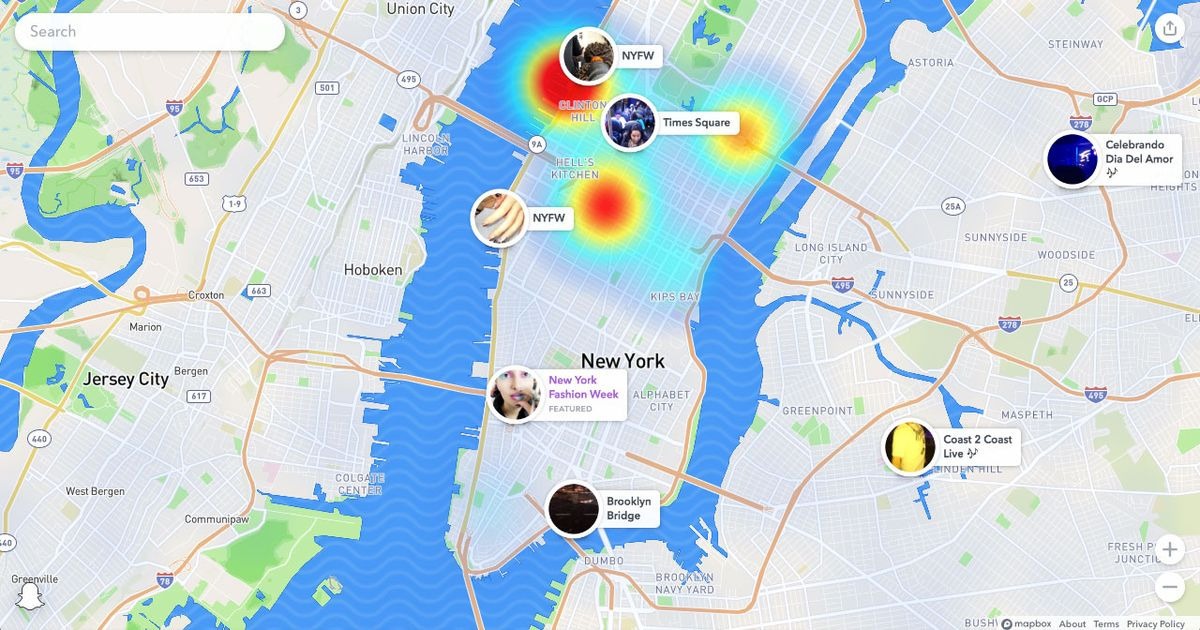 Search
Union City
3
NYFW
STEINWAY
ASTORIA
495
501
GCP
95
CLINTON
HILL
Times Square
278
LINCOLN
HARBOR
9A
HELL'S
KITCHEN
Celebrando
Dia Del Amor
🎶
HEIGHTS
95
653
1-9
25A
NYFW
SUNNYSIDE
LONG ISLAND
CITY
WOODSIDE
Hoboken
495
25
663
Croxton
KIPS BAY
SUNNYSIDE
278
Marion
New York
Bergen
Jersey City
New York
Fashion Week
FEATURED
ALPHABET
CITY
617
495
GREENPOINT
MASPETH
440
Coast 2 Coast
Live 🎶
LINDEN HILL
COLGATE
CENTER
West Bergen
Brooklyn
Bridge
Communipaw
440
FRESH P
JUNCTIO
DUMBO
78
Greenville
BROOKLYN
NAVY YARD
BUSHW
mapbox About Terms Privacy Policy